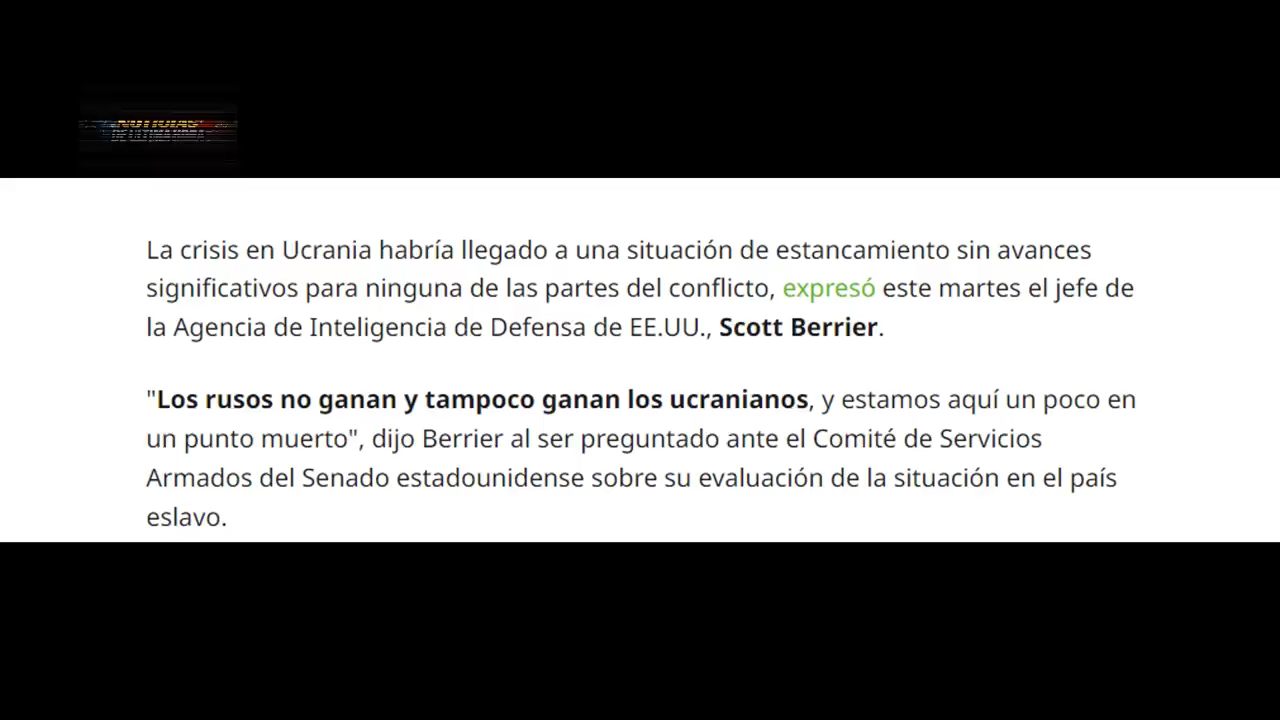 NOTICIAS
La crisis en Ucrania habría llegado a una situación de estancamiento sin avances
significativos para ninguna de las partes del conflicto, expresó este martes el jefe de
la Agencia de Inteligencia de Defensa de EE.UU., Scott Berrier.
"Los rusos no ganan y tampoco ganan los ucranianos, y estamos aquí un poco en
un punto muerto", dijo Berrier al ser preguntado ante el Comité de Servicios
Armados del Senado estadounidense sobre su evaluación de la situación en el país
eslavo.